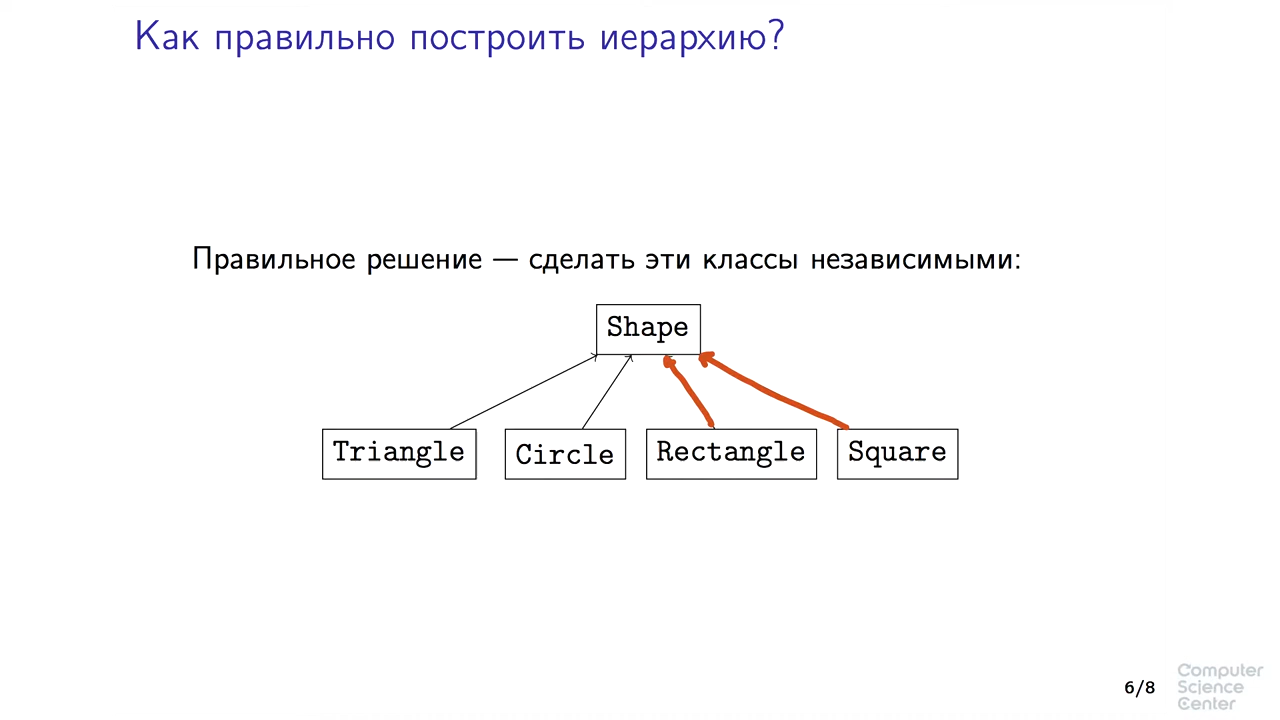 Как правильно построить иерархию?
Правильное решение — сделать эти классы независимыми:
Shape
Triangle
Circle
Rectangle
Square
6/8
Computer
Science
Center